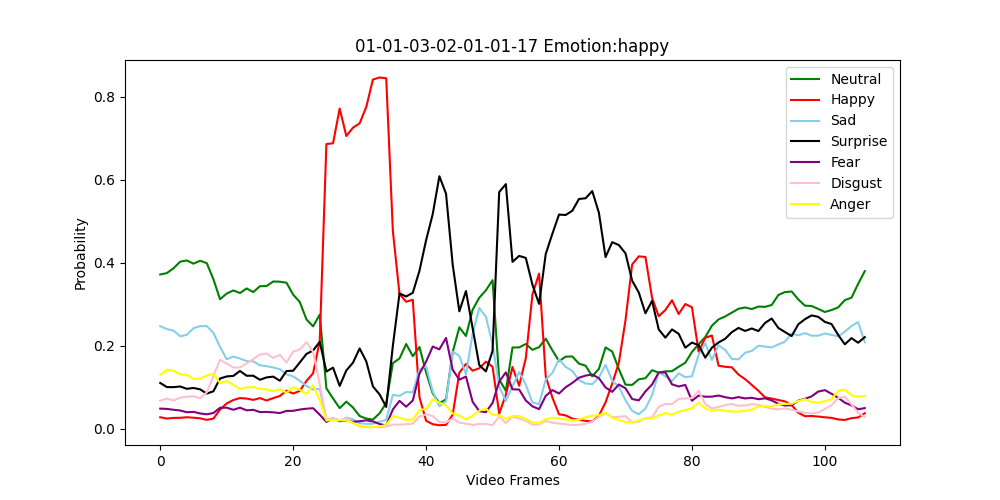 01-01-03-02-01-01-17 Emotion:happy
Probability
0.8
0.6
0.4
0.2
0.0
0
20
40
60
80
100
Video Frames
Neutral
Happy
Sad
Surprise
Fear
Disgust
Anger